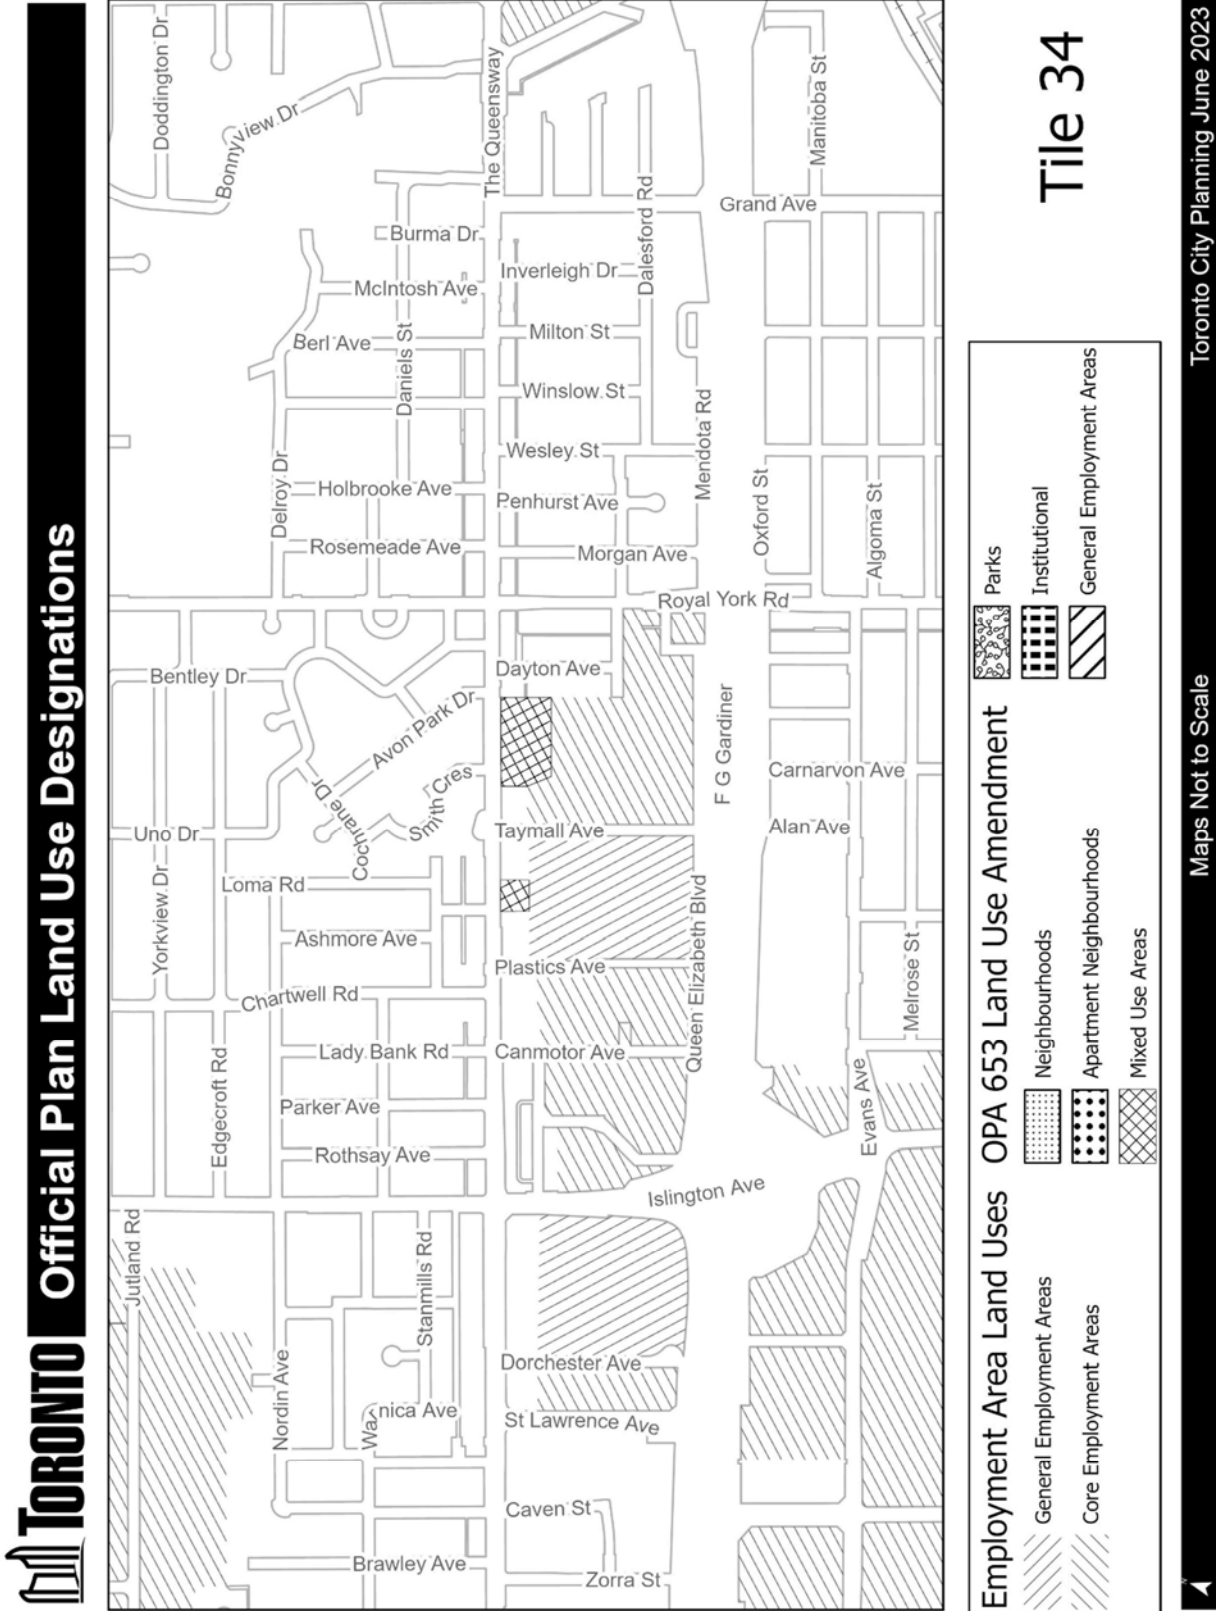 TORONTO Official Plan Land Use Designations
Doddington Dr
Bonnyview Dr
The Queensway
Manitoba St
Grand Ave
Burma Dr
Inverleigh Dr
Dalesford Rd
McIntosh Ave
Milton St
Berl Ave
Daniels St
Winslow St
Mendota Rd
Wesley St
Delroy Dr
Holbrooke Ave
Penhurst Ave
Oxford St
Algoma St
Rosemeade Ave
Morgan Ave
Royal York Rd
Bentley Dr
Dayton Ave
Avon Park Dr
F G Gardiner
Carnarvon Ave
Smith Cres
Cochrane Dr
Uno Dr
Taymall Ave
Alan Ave
Yorkview Dr
Loma Rd
Ashmore Ave
Plastics Ave
Queen Elizabeth Blvd
Melrose St
Chartwell Rd
Edgecroft Rd
Lady Bank Rd
Canmotor Ave
Parker Ave
Evans Ave
Rothsay Ave
Islington Ave
Jutland Rd
Stanmills Rd
Nordin Ave
Dorchester Ave
Wa nica Ave
St Lawrence Ave
Caven St
Brawley Ave
Zorra St
Employment Area Land Uses
General Employment Areas
Core Employment Areas
OPA 653 Land Use Amendment
Neighbourhoods
Apartment Neighbourhoods
Mixed Use Areas
Parks
Institutional
General Employment Areas
Tile 34
N
Maps Not to Scale
Toronto City Planning June 2023